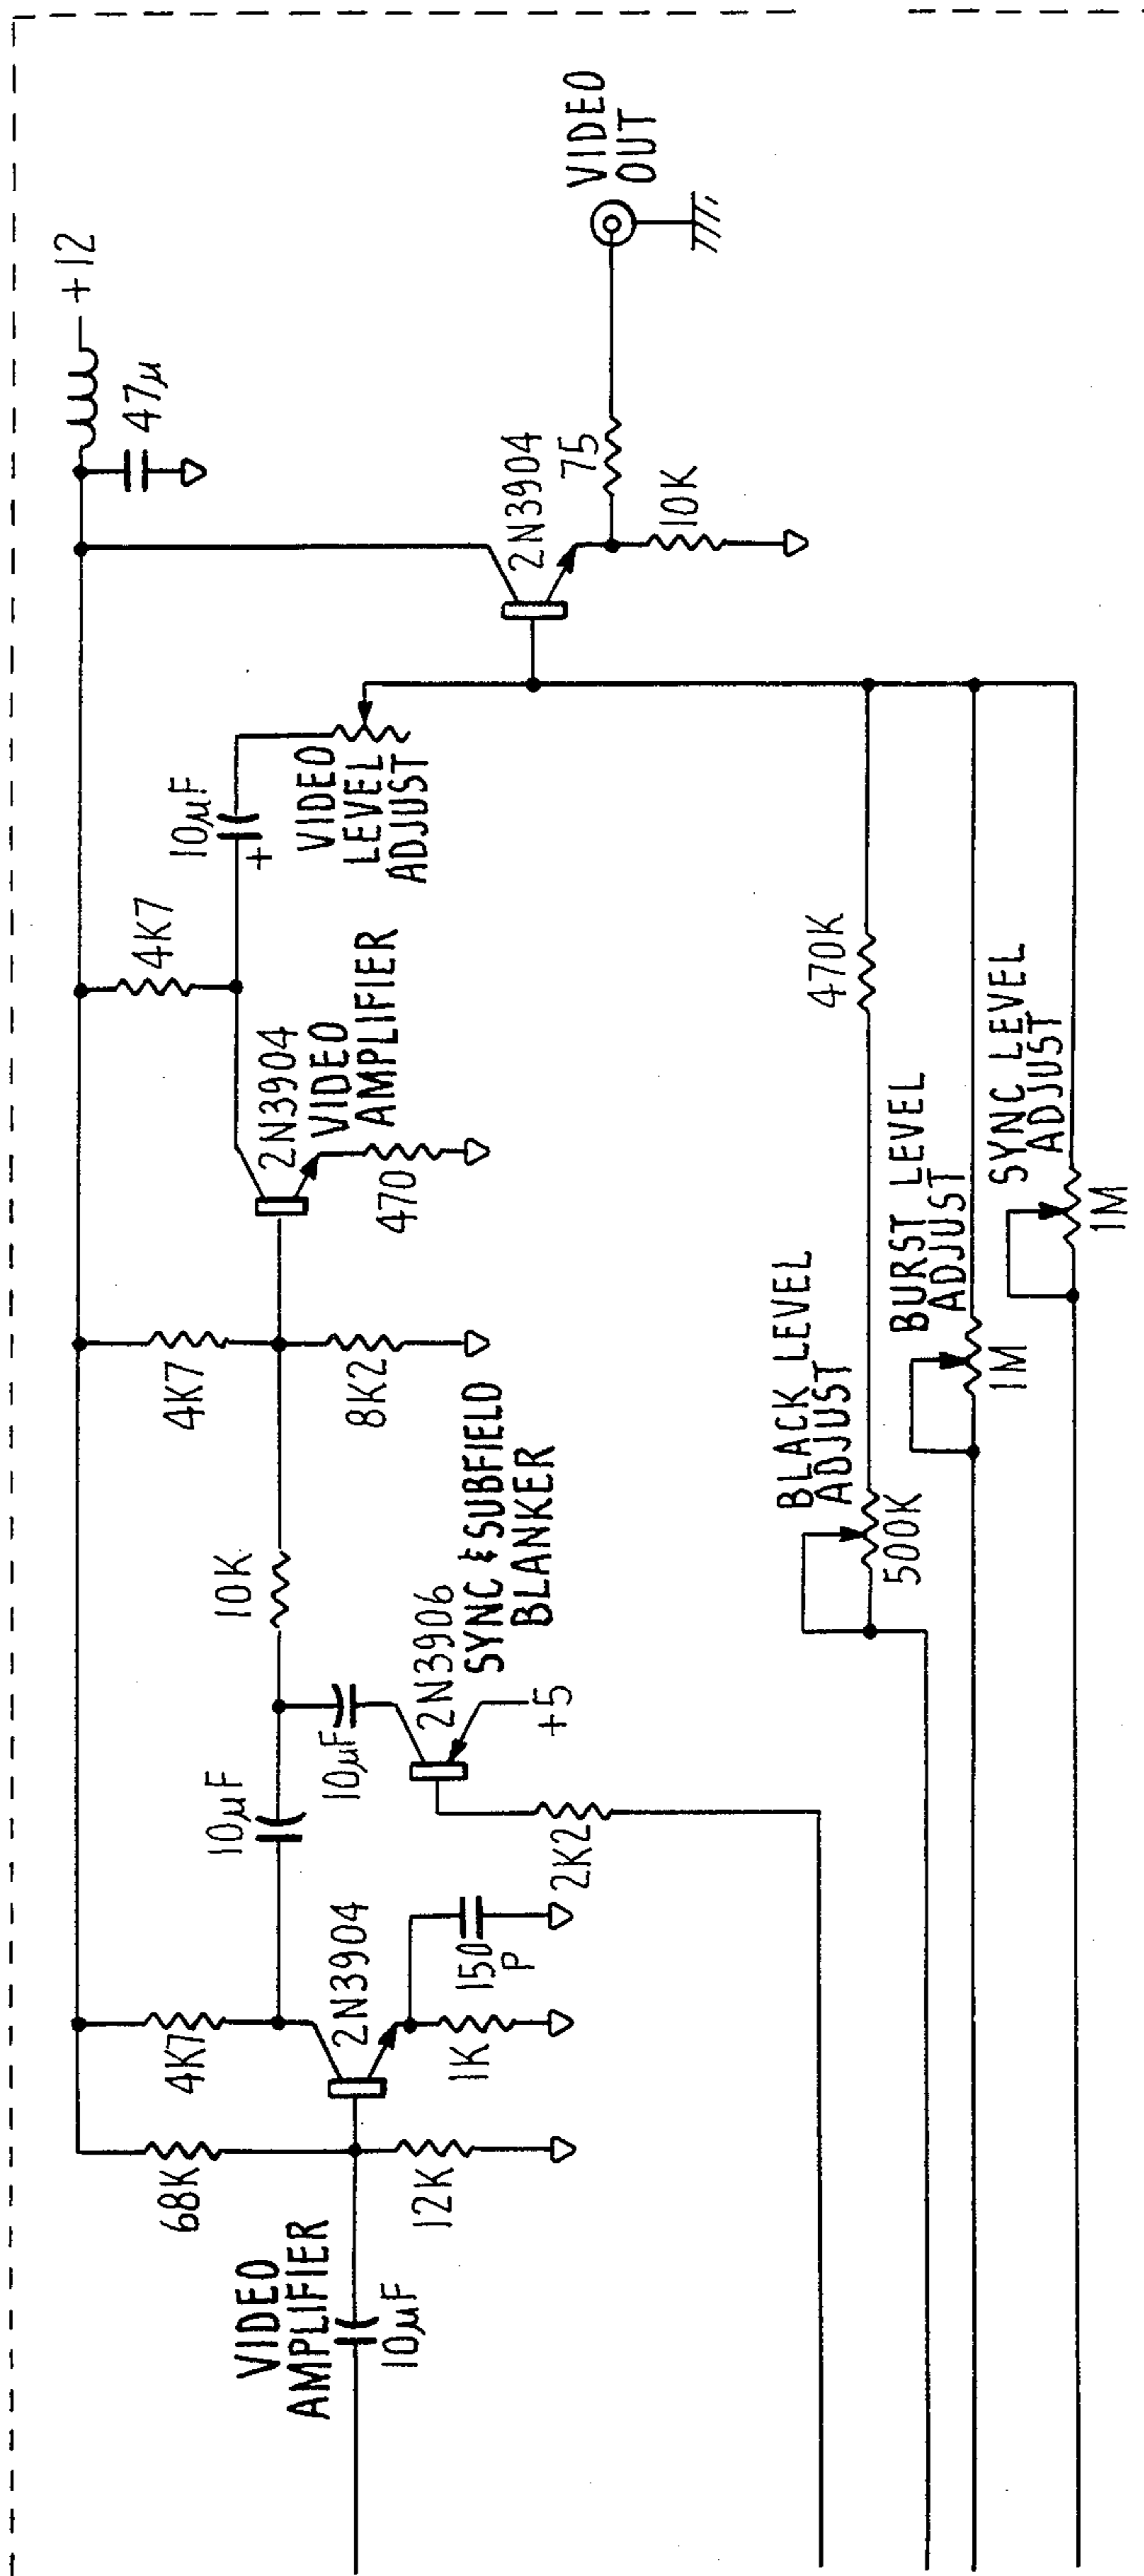 +12
47µ
VIDEO
OUT
2N3904
75
10K
10µF
+
VIDEO
LEVEL
ADJUST
4K7
2N3904
VIDEO
AMPLIFIER
470
4K7
8K2
10K
10µF
10µF
2N3906
SYNC & SUBFIELD
BLANKER
+5
2K2
4K7
2N3904
150
P
1K
68K
12K
VIDEO
AMPLIFIER
10µF
470K
BLACK LEVEL
ADJUST
500K
BURST LEVEL
ADJUST
1M
SYNC LEVEL
ADJUST
1M